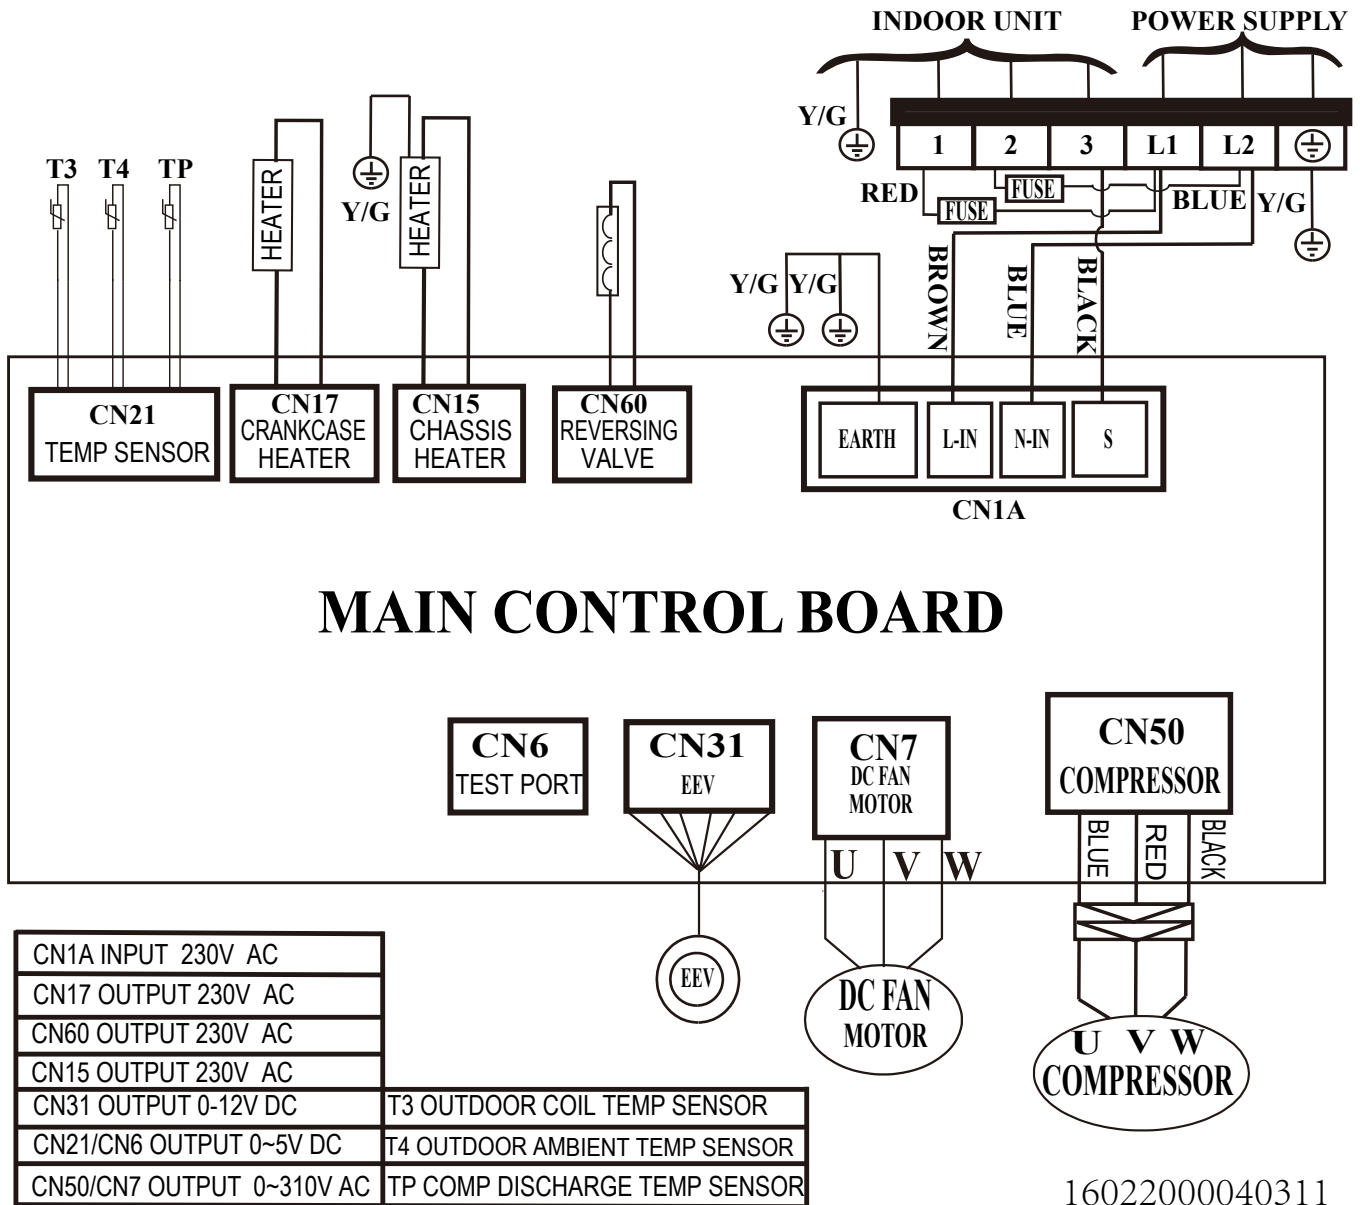 INDOOR UNIT POWER SUPPLY
Y/G
1 2 3 L1 L2
RED FUSE BLUE Y/G
FUSE
T3 T4 TP
HEATER
Y/G
HEATER
Y/G Y/G
BROWN
BLUE
BLACK
CN21
TEMP SENSOR
CN17
CRANKCASE
HEATER
CN15
CHASSIS
HEATER
CN60
REVERSING
VALVE
EARTH L-IN N-IN S
CN1A
MAIN CONTROL BOARD
CN6
TEST PORT
CN31
EEV
CN7
DC FAN
MOTOR
CN50
COMPRESSOR
U V W
BLUE
RED
BLACK
EEV
DC FAN
MOTOR
U V W
COMPRESSOR
CN1A INPUT 230V AC
CN17 OUTPUT 230V AC
CN60 OUTPUT 230V AC
CN15 OUTPUT 230V AC
CN31 OUTPUT 0-12V DC T3 OUTDOOR COIL TEMP SENSOR
CN21/CN6 OUTPUT 0~5V DC T4 OUTDOOR AMBIENT TEMP SENSOR
CN50/CN7 OUTPUT 0~310V AC TP COMP DISCHARGE TEMP SENSOR
16022000040311